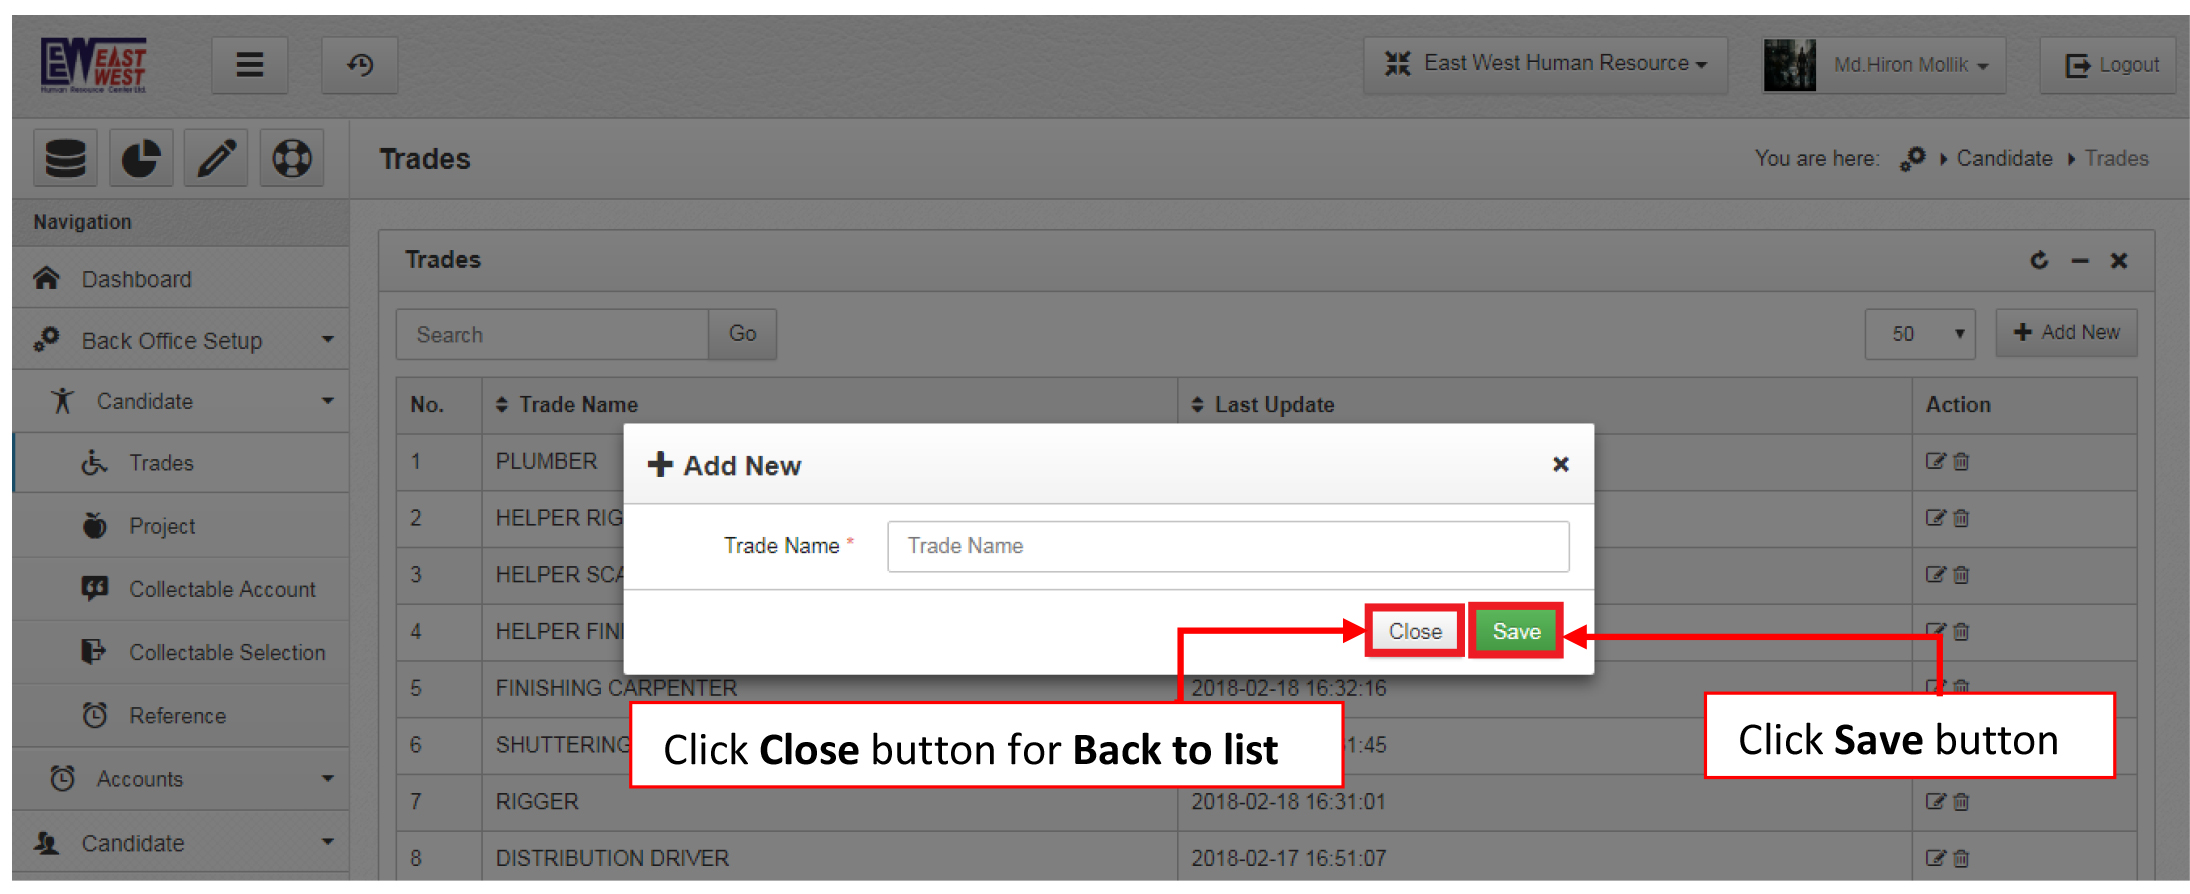 EW EAST WEST
Human Resource Center Ltd.
East West Human Resource
Md.Hiron Mollik
Logout
Trades
You are here: Candidate Trades
Navigation
Dashboard
Back Office Setup
Candidate
Trades
Project
Collectable Account
Collectable Selection
Reference
Accounts
Candidate
Trades
Search Go
50
Add New
No. Trade Name Last Update Action
1 PLUMBER
2 HELPER RIG
3 HELPER SCA
4 HELPER FINI
5 FINISHING CARPENTER 2018-02-18 16:32:16
6 SHUTTERING 1:45
7 RIGGER 2018-02-18 16:31:01
8 DISTRIBUTION DRIVER 2018-02-17 16:51:07
Add New
Trade Name * Trade Name
Close Save
Click Close button for Back to list
Click Save button